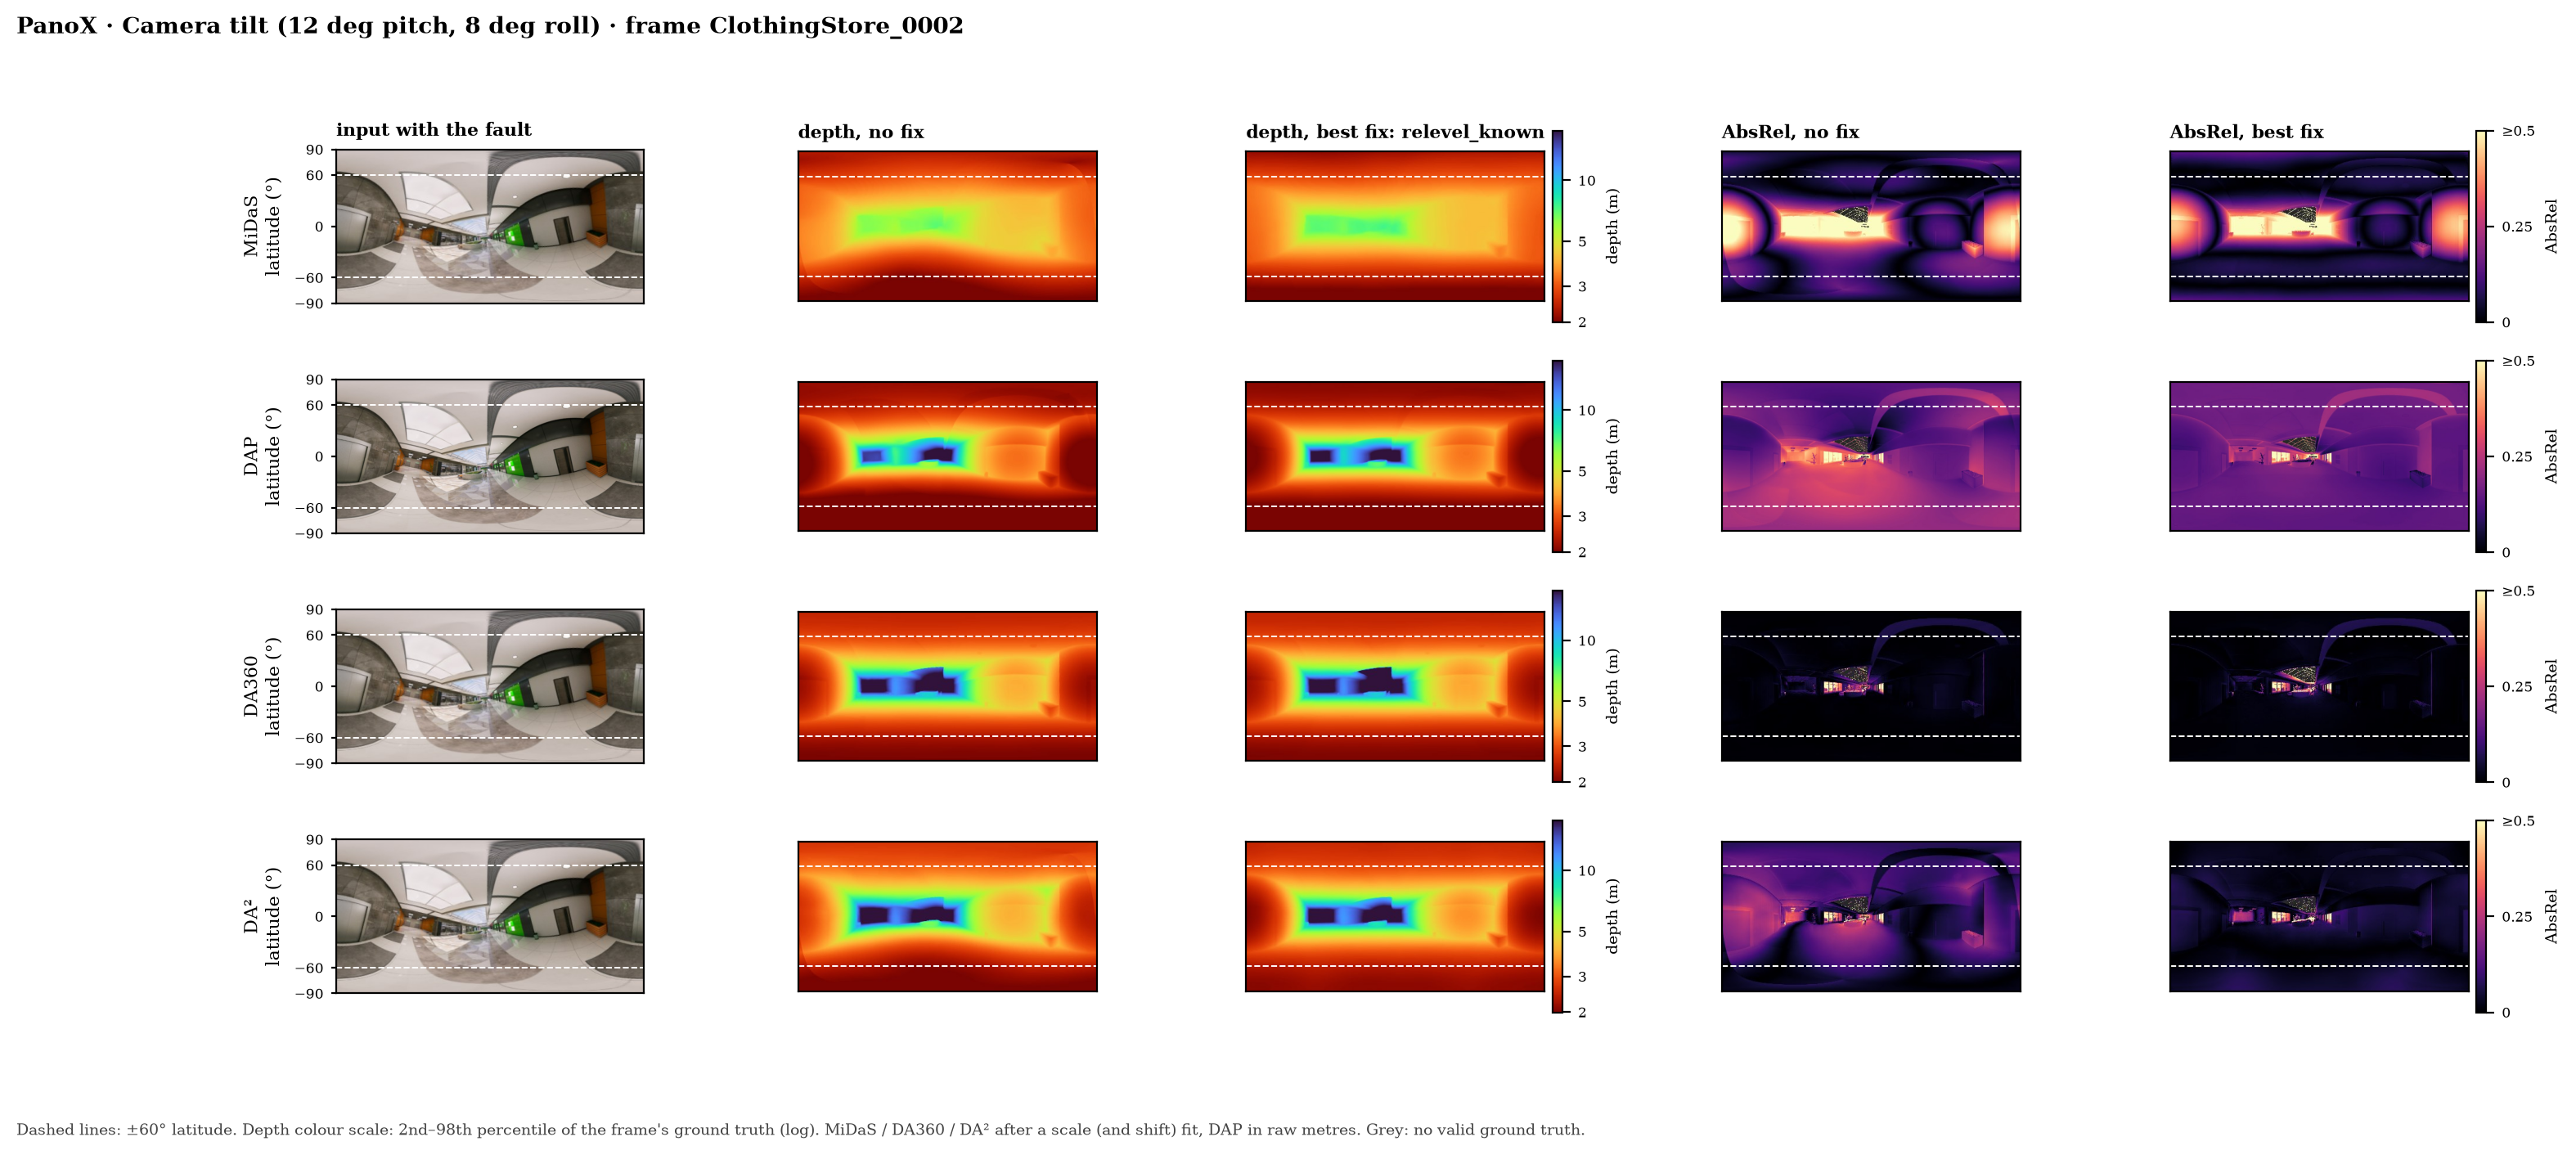 PanoX · Camera tilt (12 deg pitch, 8 deg roll) · frame ClothingStore_0002
input with the fault
depth, no fix
depth, best fix: relevel_known
AbsRel, no fix
AbsRel, best fix
MiDaS
latitude (°)
90
60
0
−60
−90
10
5
3
2
depth (m)
≥0.5
0.25
0
AbsRel
DAP
latitude (°)
90
60
0
−60
−90
10
5
3
2
depth (m)
≥0.5
0.25
0
AbsRel
DA360
latitude (°)
90
60
0
−60
−90
10
5
3
2
depth (m)
≥0.5
0.25
0
AbsRel
DA²
latitude (°)
90
60
0
−60
−90
10
5
3
2
depth (m)
≥0.5
0.25
0
AbsRel
Dashed lines: ±60° latitude. Depth colour scale: 2nd–98th percentile of the frame's ground truth (log). MiDaS / DA360 / DA² after a scale (and shift) fit, DAP in raw metres. Grey: no valid ground truth.